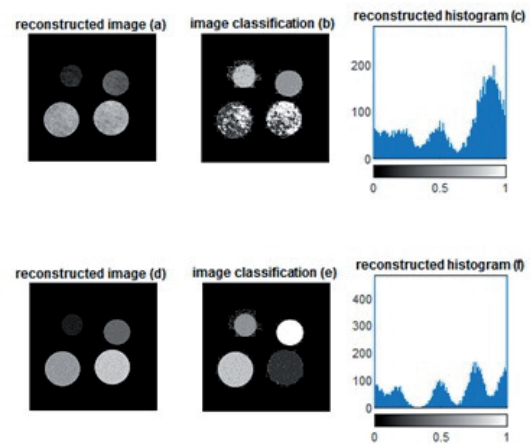 reconstructed image (a)
image classification (b)
reconstructed histogram (c)
200
100
0
0 0.5 1
reconstructed image (d)
image classification (e)
reconstructed histogram (f)
400
300
200
100
0
0 0.5 1